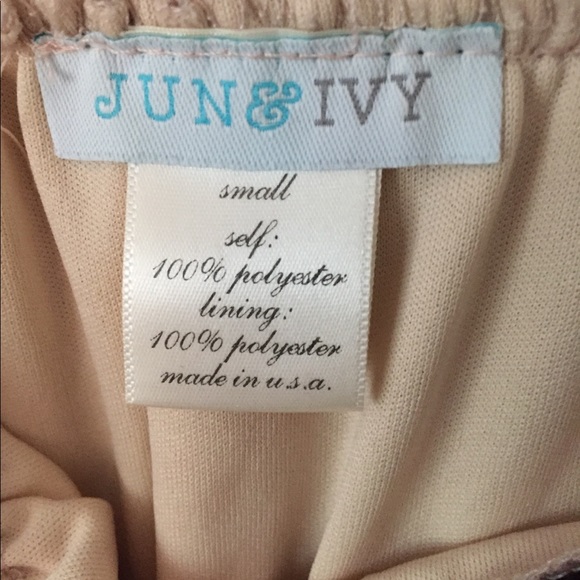 JUN&IVY
small
self:
100% polyester
lining:
100% polyester
made in u.s.a.